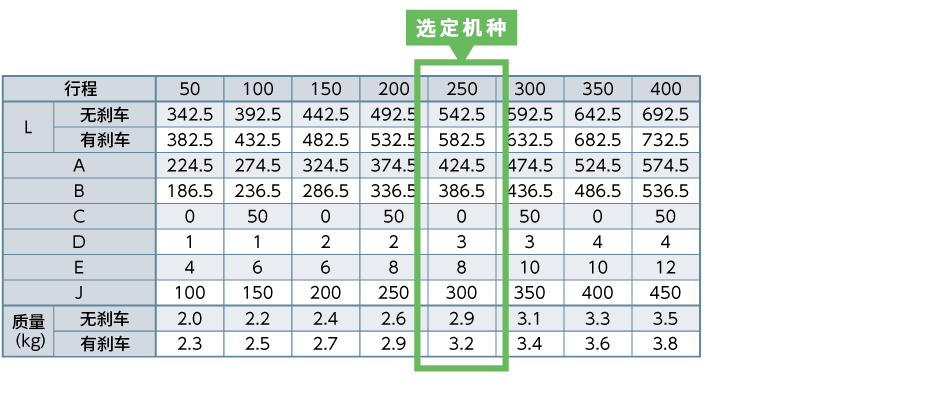 选定机种
行程 50 100 150 200 250 300 350 400
L 无刹车 342.5 392.5 442.5 492.5 542.5 592.5 642.5 692.5
有刹车 382.5 432.5 482.5 532.5 582.5 632.5 682.5 732.5
A 224.5 274.5 324.5 374.5 424.5 474.5 524.5 574.5
B 186.5 236.5 286.5 336.5 386.5 436.5 486.5 536.5
C 0 50 0 50 0 50 0 50
D 1 1 2 2 3 3 4 4
E 4 6 6 8 8 10 10 12
J 100 150 200 250 300 350 400 450
质量 (kg) 无刹车 2.0 2.2 2.4 2.6 2.9 3.1 3.3 3.5
有刹车 2.3 2.5 2.7 2.9 3.2 3.4 3.6 3.8